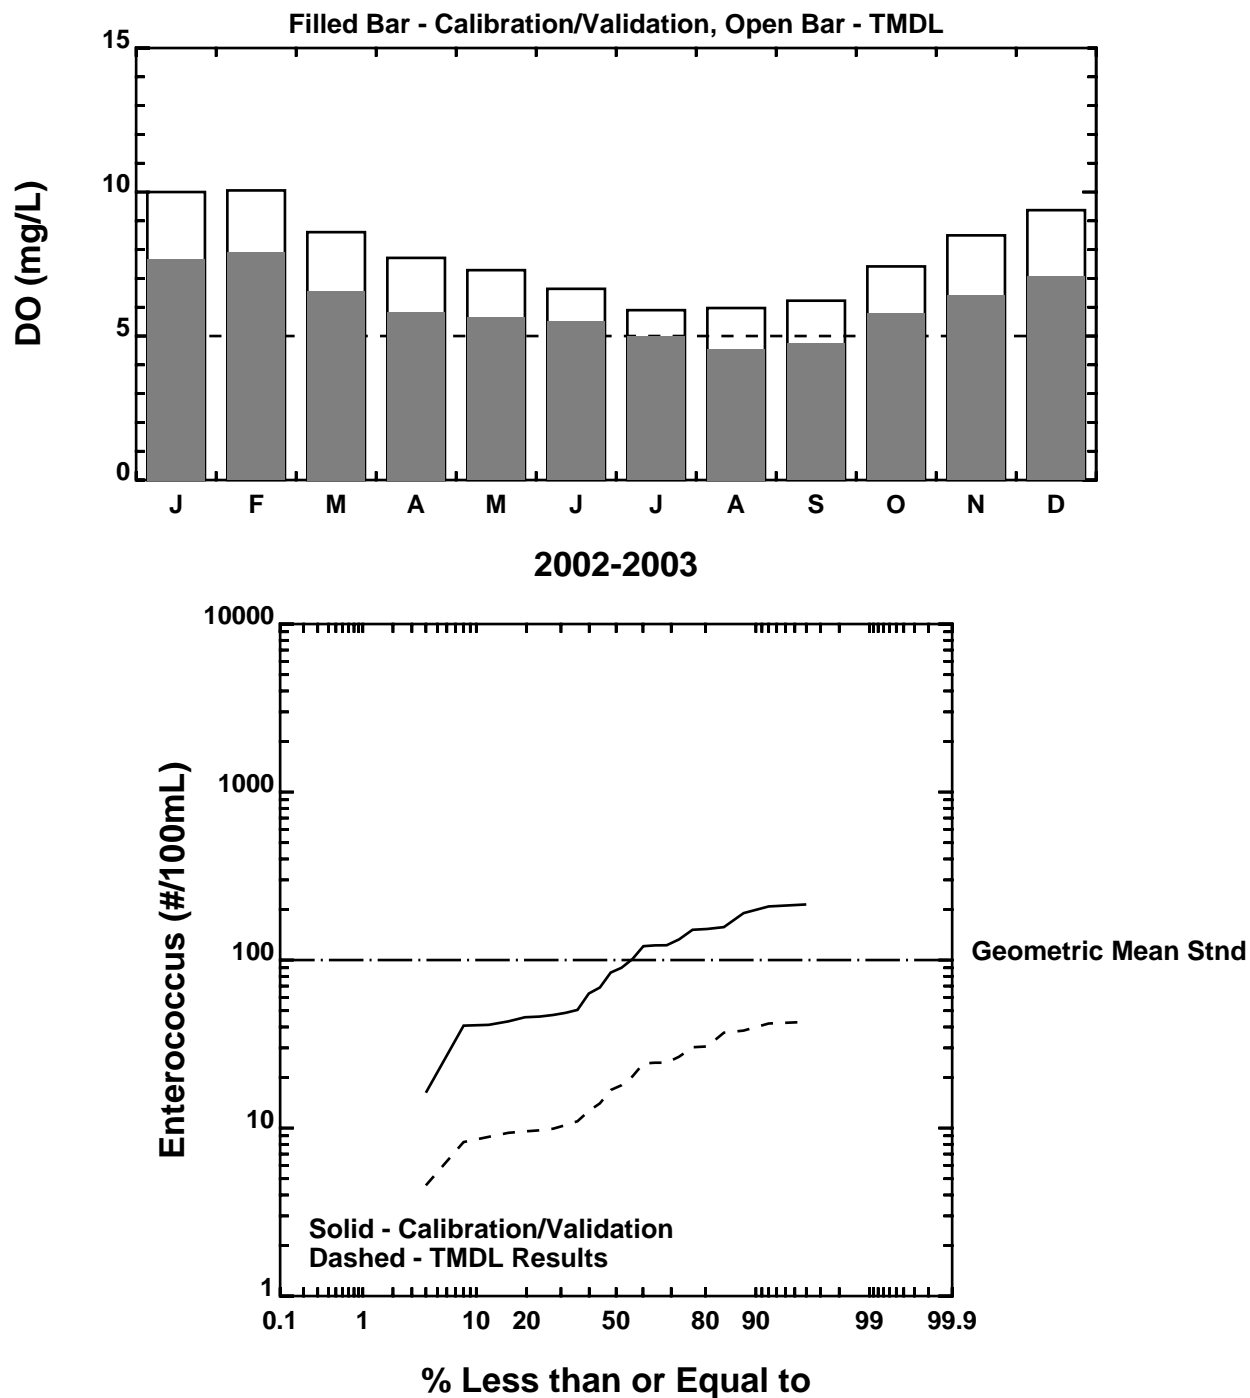 Filled Bar - Calibration/Validation, Open Bar - TMDL
15
10
5
0
DO (mg/L)
J F M A M J J A S O N D
2002-2003
10000
1000
100
10
1
Enterococcus (#/100mL)
Geometric Mean Stnd
Solid - Calibration/Validation
Dashed - TMDL Results
0.1 1 10 20 50 80 90 99 99.9
% Less than or Equal to